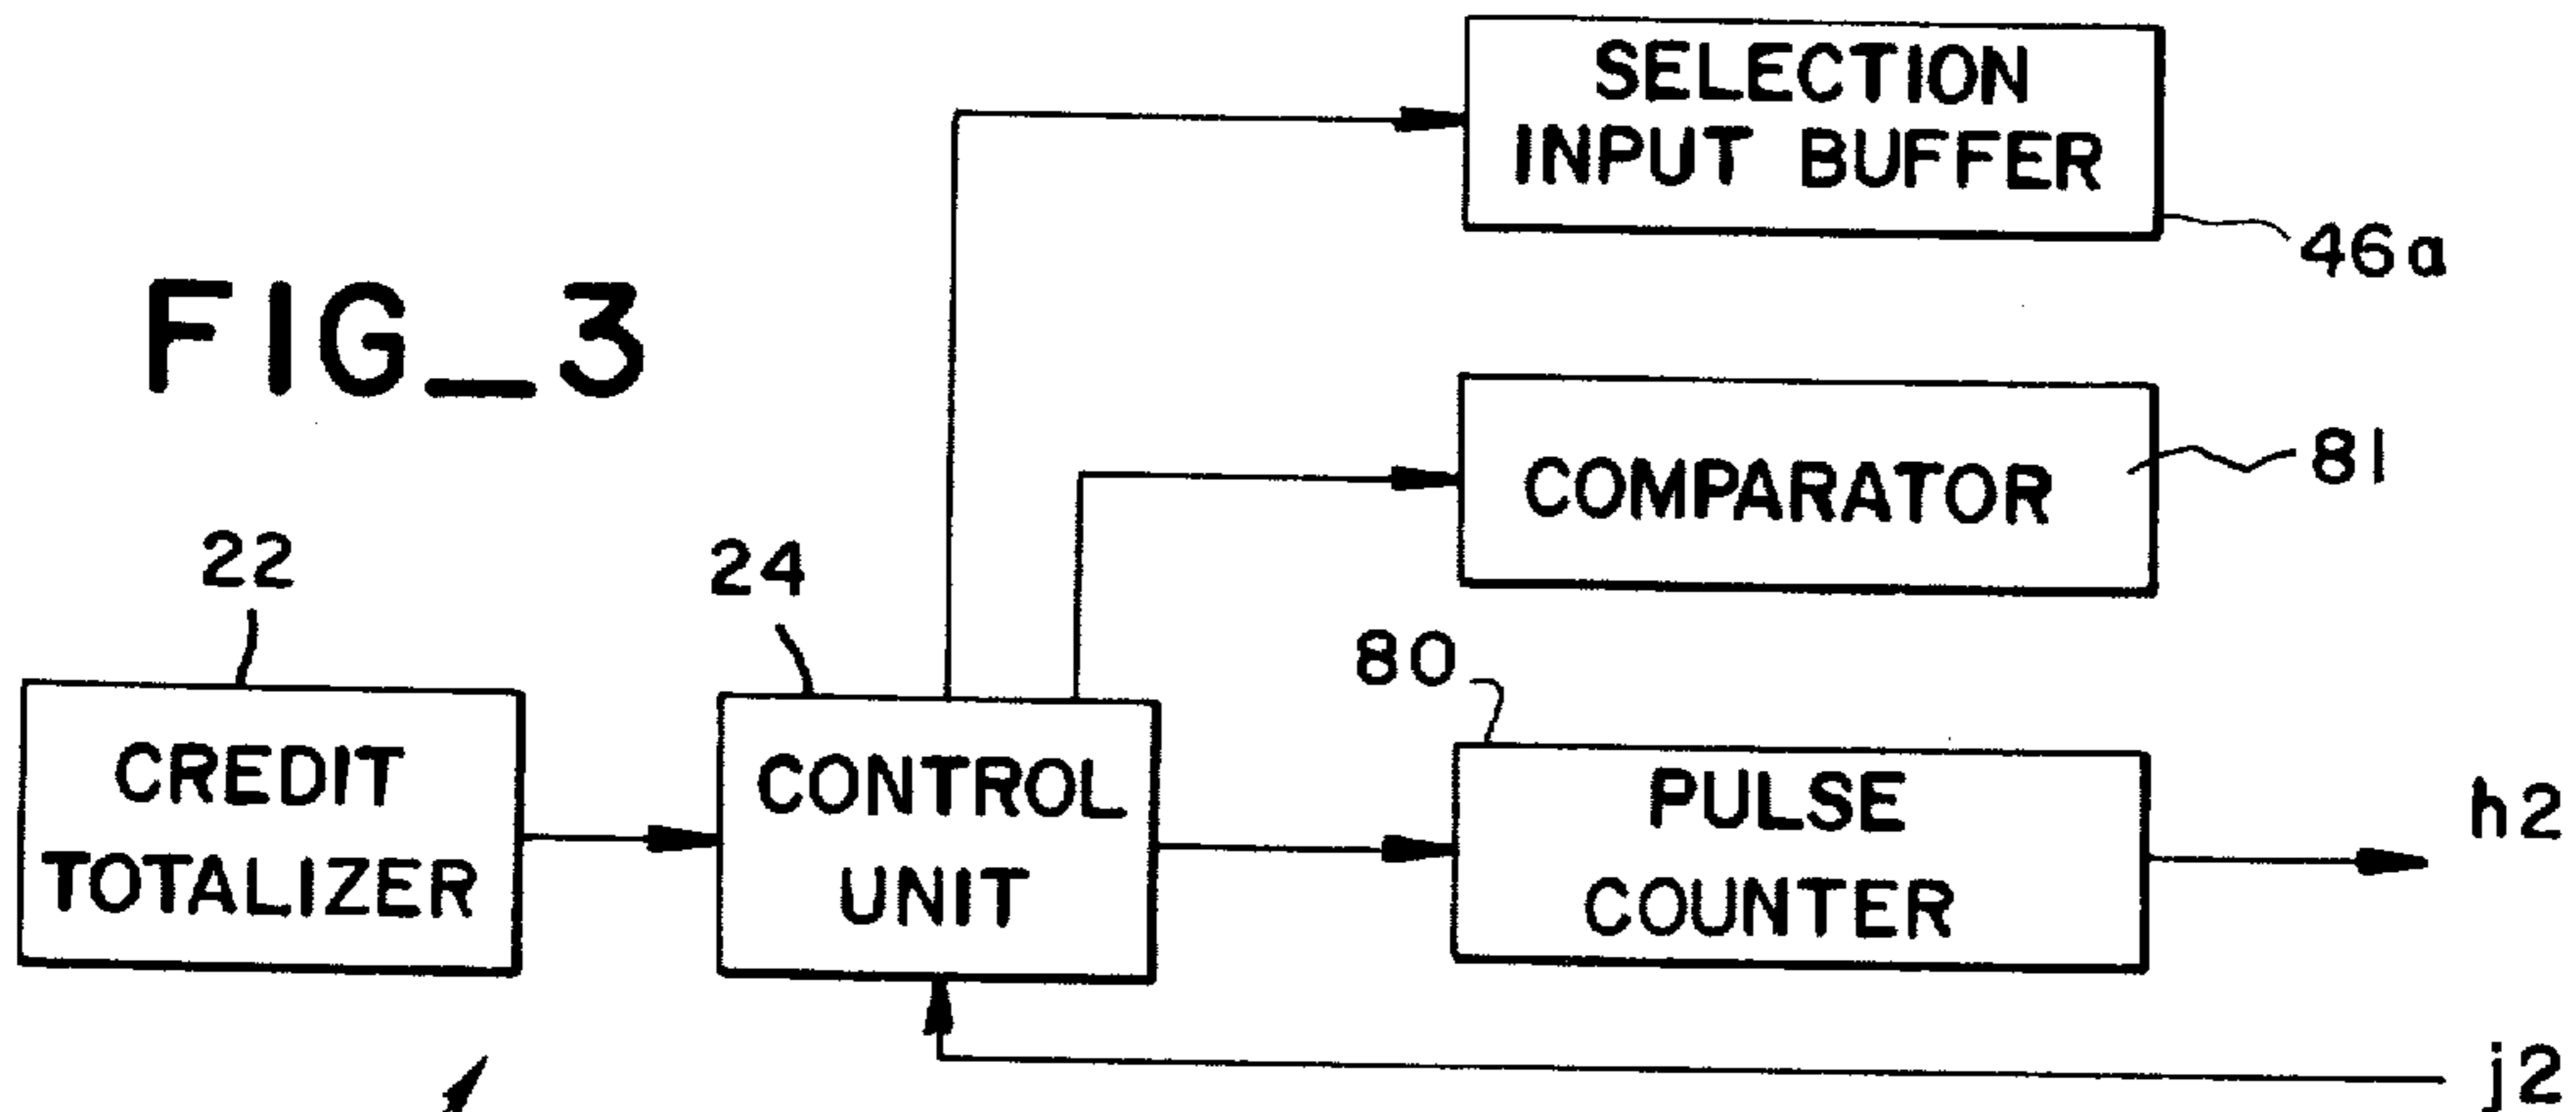 SELECTION
INPUT BUFFER
46a
FIG_3
COMPARATOR
81
22
24
80
CREDIT
TOTALIZER
CONTROL
UNIT
PULSE
COUNTER
h2
j2